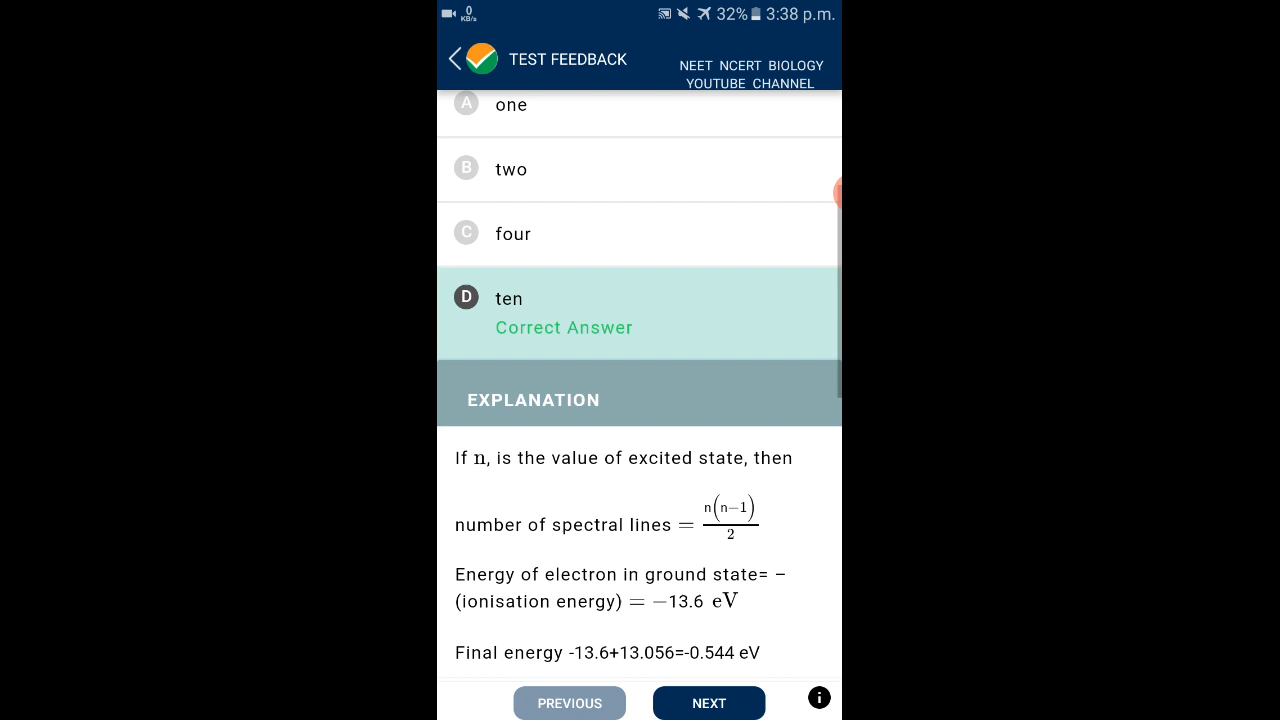 0
KB/s
32% 3:38 p.m.
TEST FEEDBACK
NEET NCERT BIOLOGY
YOUTUBE CHANNEL
A one
B two
C four
D ten
Correct Answer
EXPLANATION
If n, is the value of excited state, then
number of spectral lines = n(n−1)/2
Energy of electron in ground state= −
(ionisation energy) = −13.6 eV
Final energy -13.6+13.056=-0.544 eV
PREVIOUS NEXT i